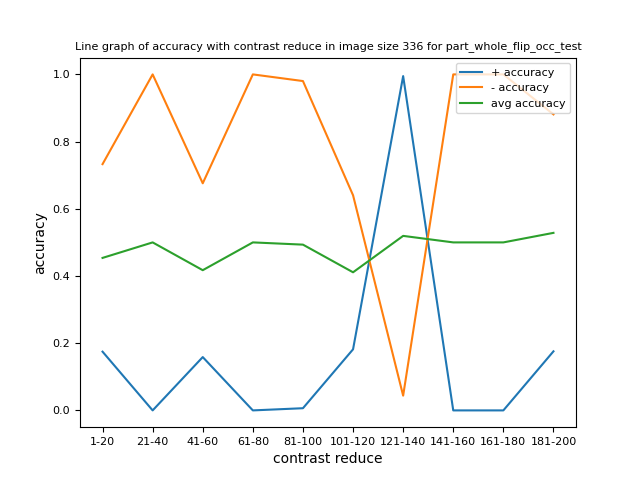 Line graph of accuracy with contrast reduce in image size 336 for part_whole_flip_occ_test
+ accuracy
- accuracy
avg accuracy
accuracy
1.0
0.8
0.6
0.4
0.2
0.0
1-20 21-40 41-60 61-80 81-100 101-120 121-140 141-160 161-180 181-200
contrast reduce